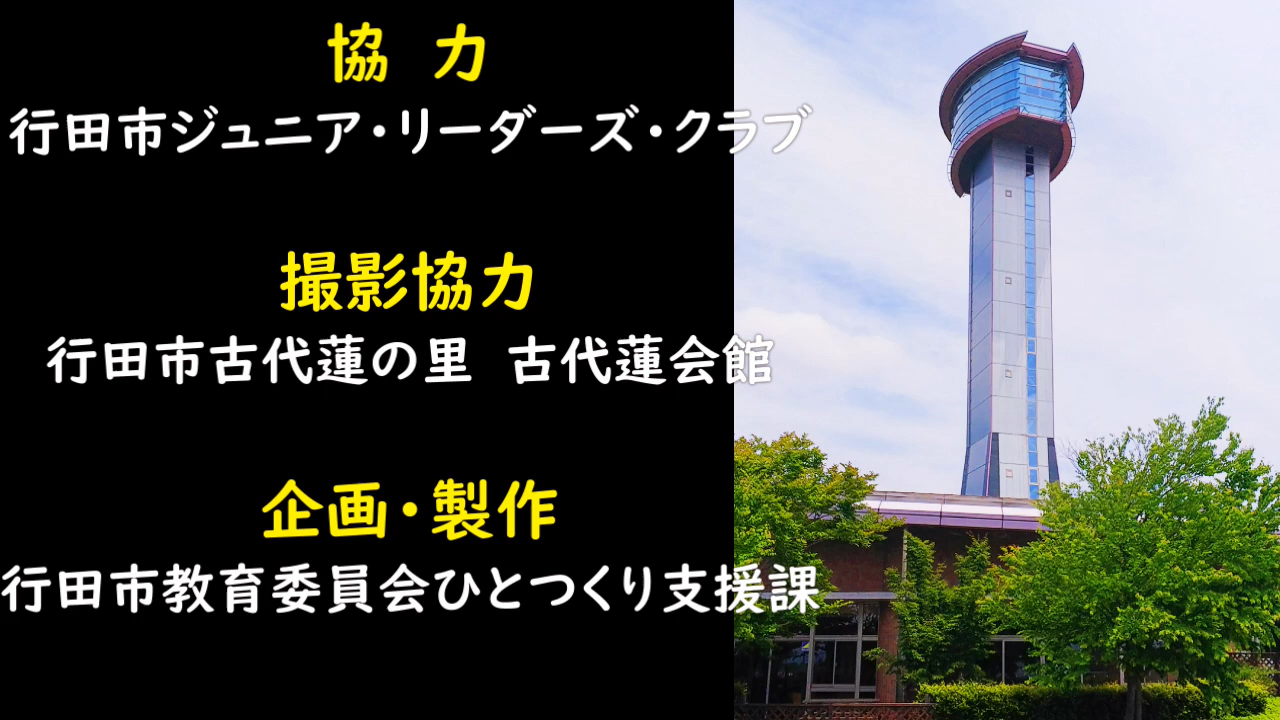 協 力
行田市ジュニア・リーダーズ・クラブ
撮影協力
行田市古代蓮の里 古代蓮会館
企画・製作
行田市教育委員会ひとつくり支援課